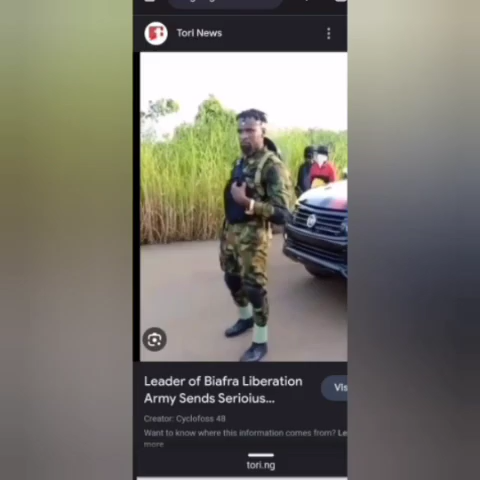 Tori News
Leader of Biafra Liberation
Army Sends Serioius...
Vis
Creator: Cyclofoss 48
Want to know where this information comes from? Le
more
tori.ng